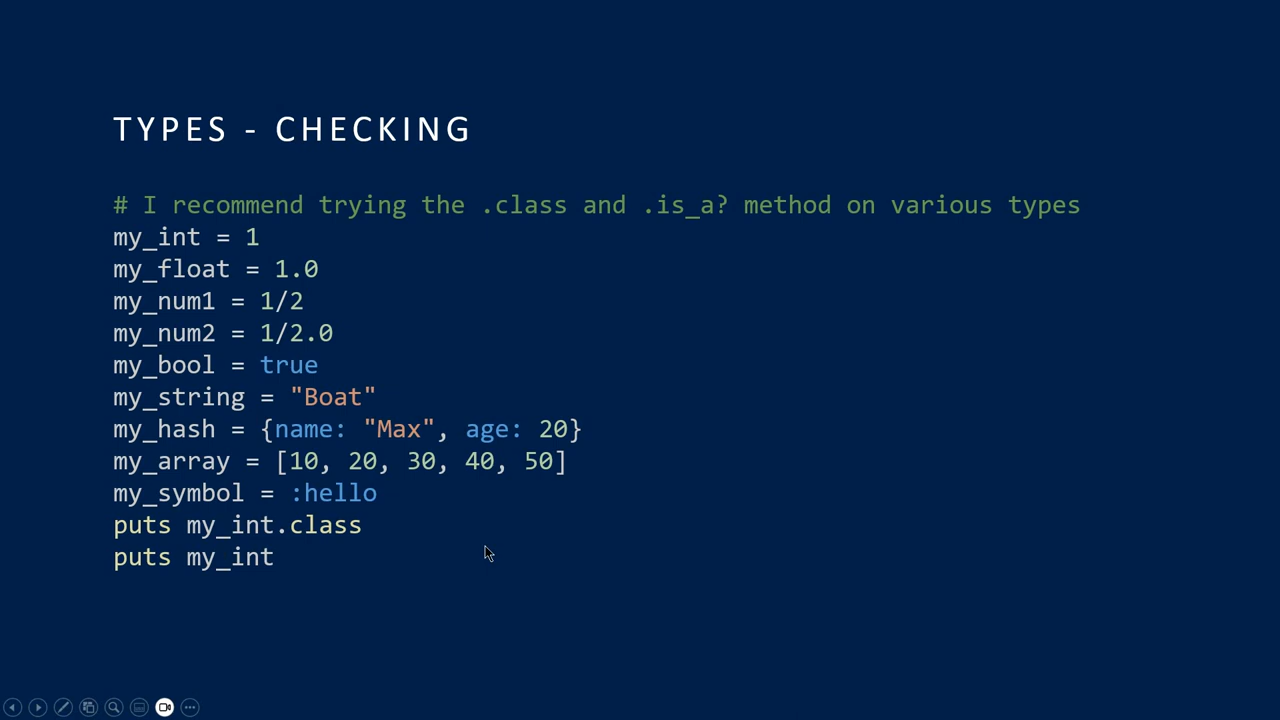 TYPES - CHECKING
# I recommend trying the .class and .is_a? method on various types
my_int = 1
my_float = 1.0
my_num1 = 1/2
my_num2 = 1/2.0
my_bool = true
my_string = "Boat"
my_hash = {name: "Max", age: 20}
my_array = [10, 20, 30, 40, 50]
my_symbol = :hello
puts my_int.class
puts my_int